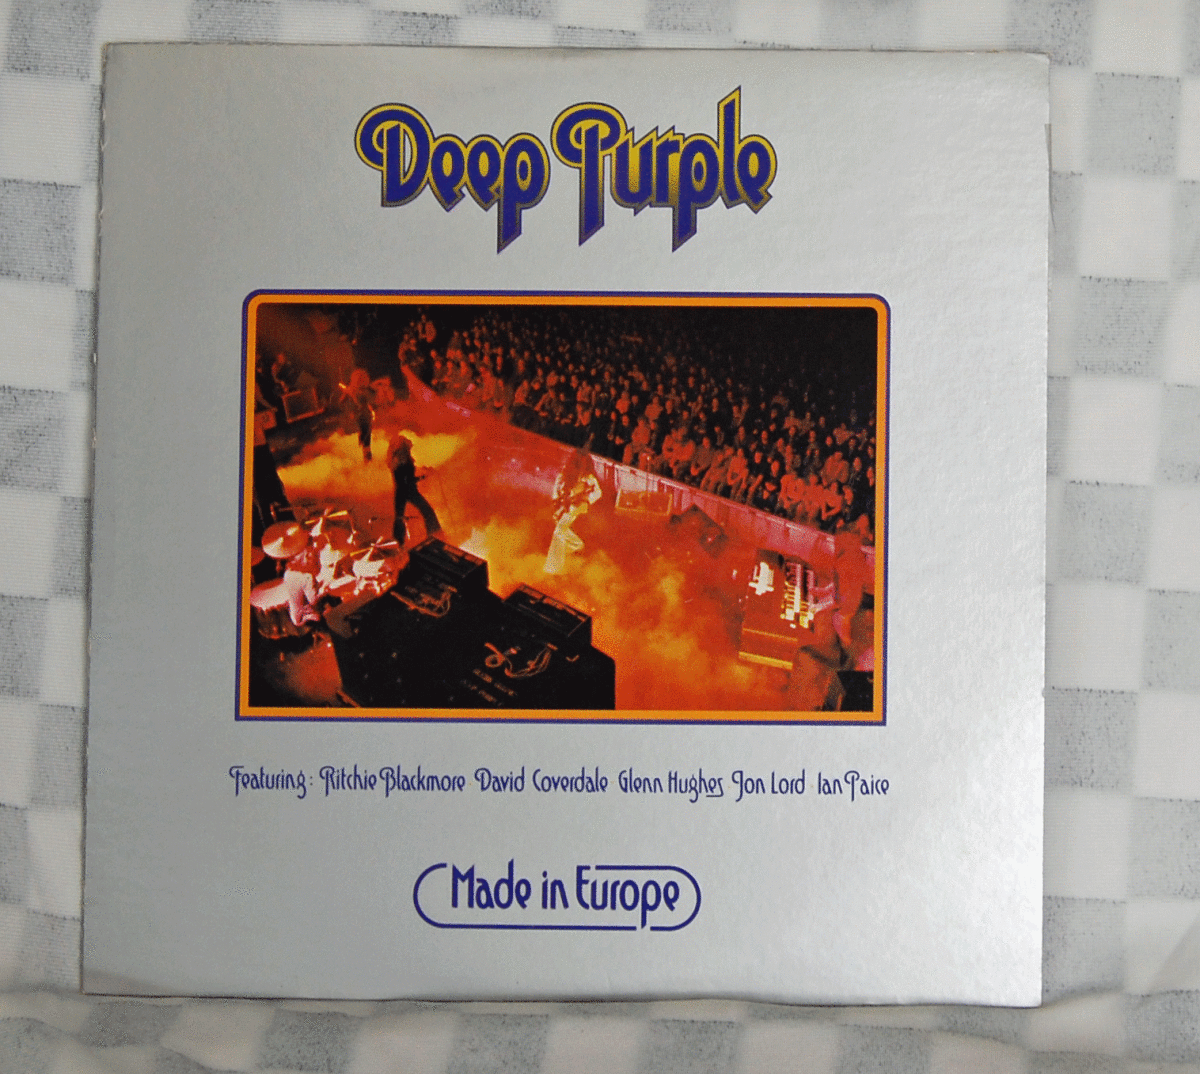 Deep Purple
Featuring: Ritchie Blackmore David Coverdale Glenn Hughes Jon Lord Ian Paice
Made in Europe